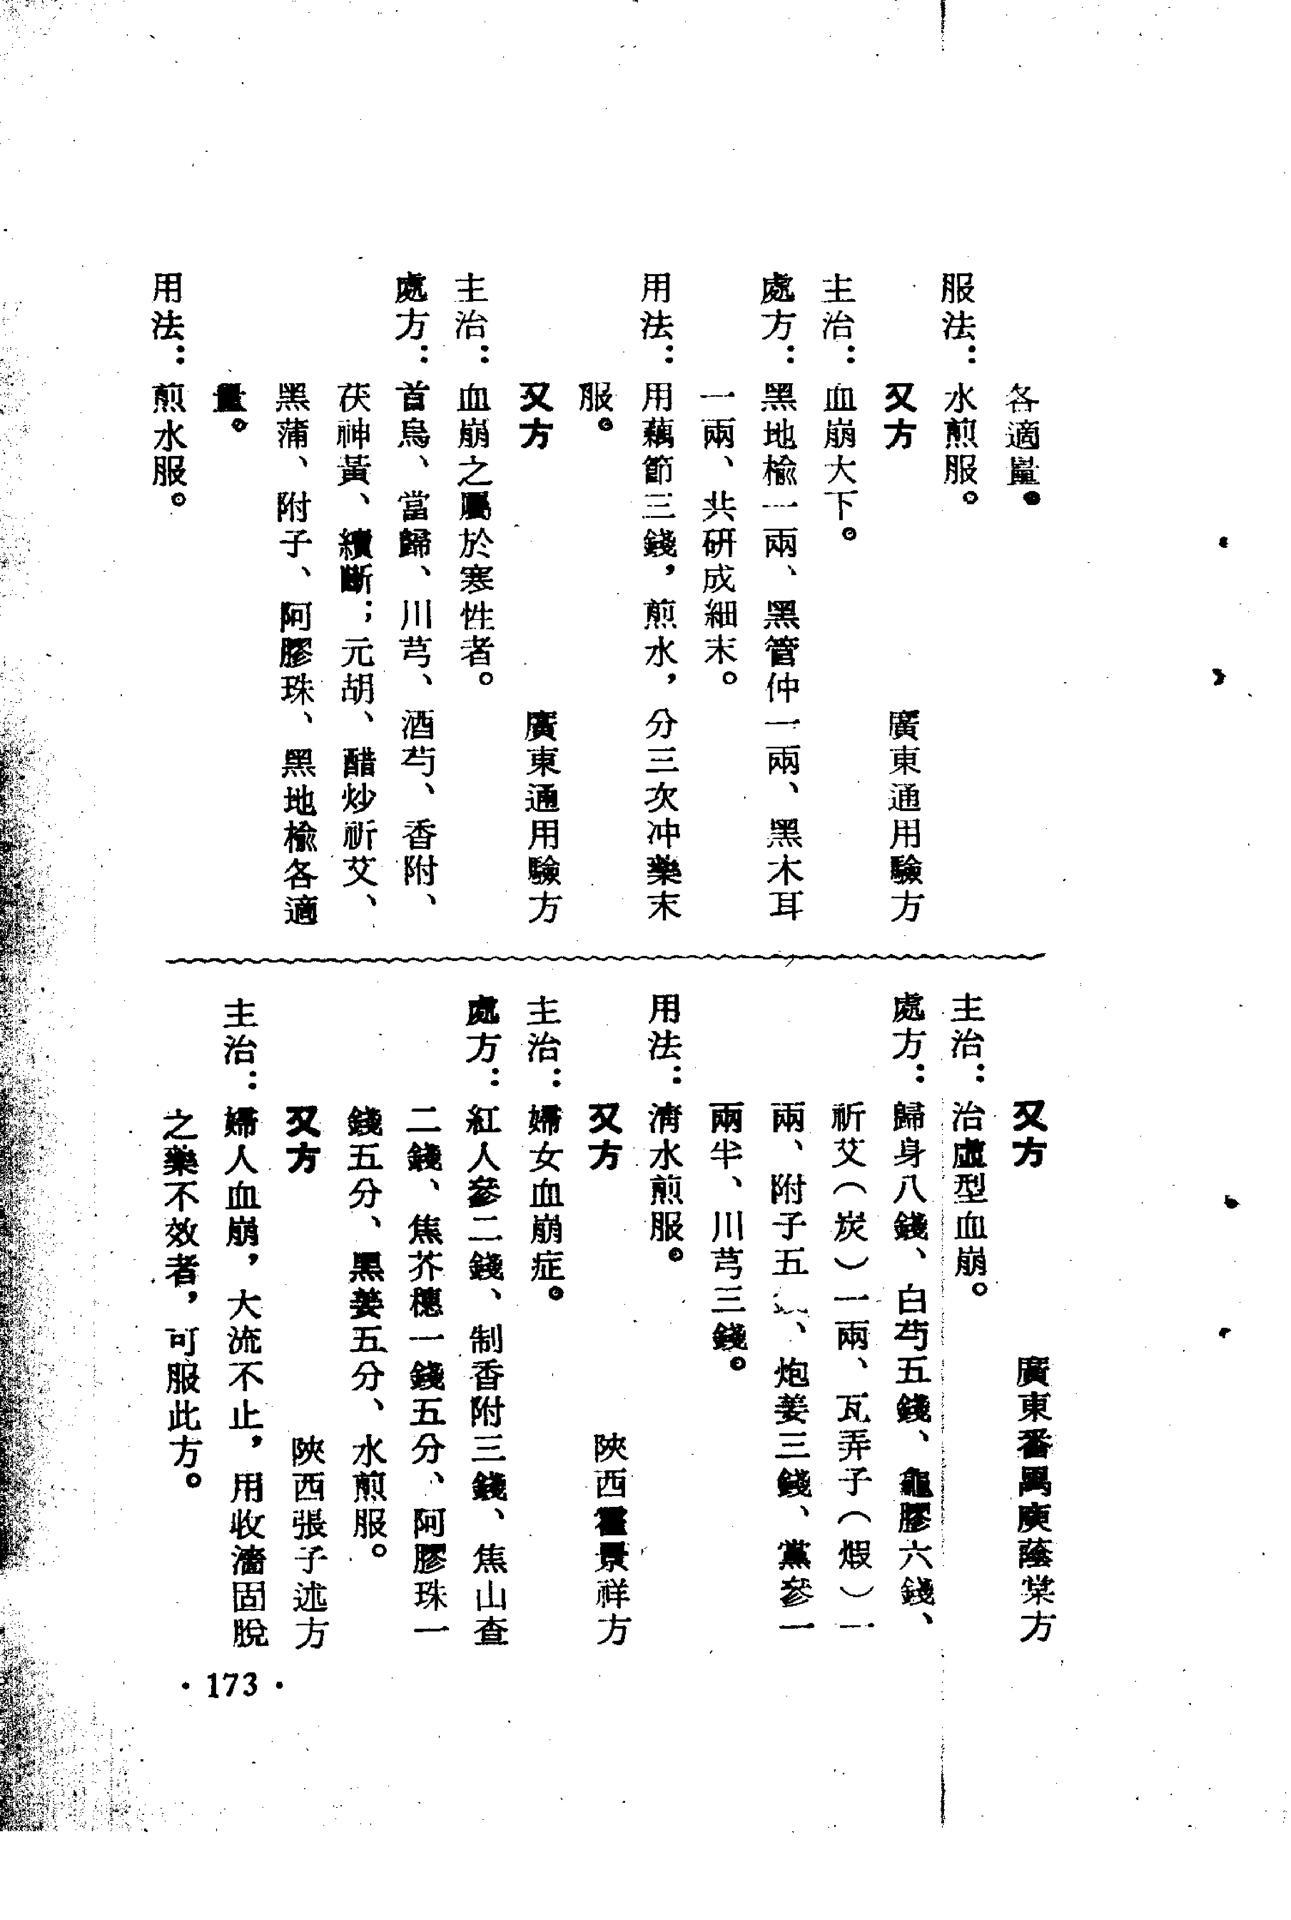 各適量。
服法：水煎服。
又方　廣東通用驗方
主治：血崩大下。
處方：黑地榆一兩、黑管仲一兩、黑木耳
一兩、共研成細末。
用法：用藕節三錢，煎水，分三次冲藥末
服。
又方　廣東通用驗方
主治：血崩之屬於寒性者。
處方：首烏、當歸、川芎、酒芍、香附、
茯神黃、續斷；元胡、醋炒祈艾、
黑蒲、附子、阿膠珠、黑地榆各適
量。
用法：煎水服。
又方　廣東番禺庾蔭棠方
主治：治虛型血崩。
處方：歸身八錢、白芍五錢、龜膠六錢、
祈艾（炭）一兩、瓦弄子（煆）一
兩、附子五、炮姜三錢、黨參一
兩半、川芎三錢。
用法：清水煎服。
又方　陝西霍景祥方
主治：婦女血崩症。
處方：紅人參二錢、制香附三錢、焦山查
二錢、焦芥穗一錢五分、阿膠珠一
錢五分、黑姜五分、水煎服。
又方　陝西張子述方
主治：婦人血崩，大流不止，用收濇固脫
之藥不效者，可服此方。
· 173 ·